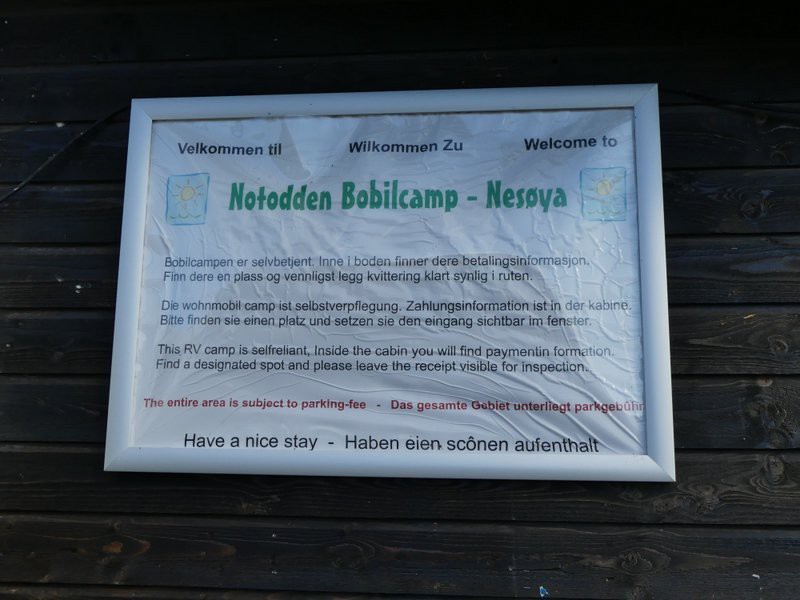 Velkommen til Wilkommen Zu Welcome to
Notodden Bobilcamp - Nesøya
Bobilcampen er selvbetjent. Inne i boden finner dere betalingsinformasjon.
Finn dere en plass og vennligst legg kvittering klart synlig i ruten.
Die wohnmobil camp ist selbstverpflegung. Zahlungsinformation ist in der kabine.
Bitte finden sie einen platz und setzen sie den eingang sichtbar im fenster.
This RV camp is selfreliant, Inside the cabin you will find paymentin formation.
Find a designated spot and please leave the receipt visible for inspection.
The entire area is subject to parking-fee - Das gesamte Gebiet unterliegt parkgebühr
Have a nice stay - Haben eien scônen aufenthalt